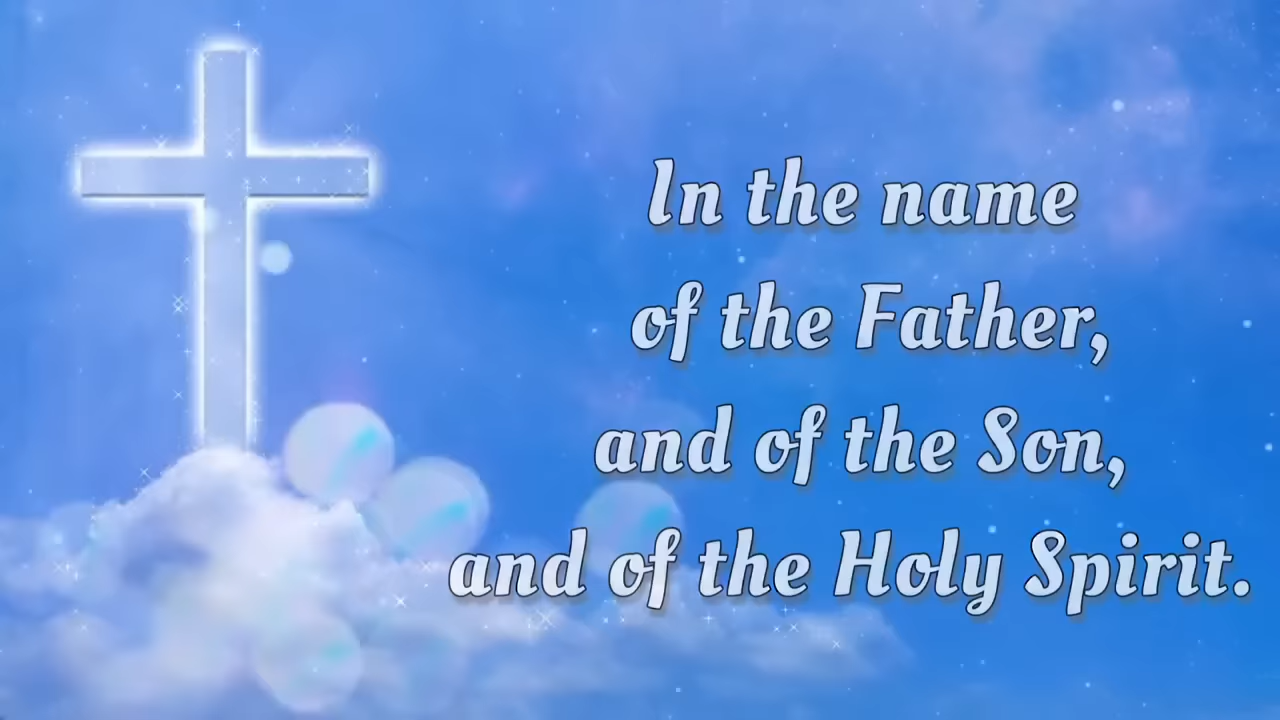 In the name
of the Father,
and of the Son,
and of the Holy Spirit.